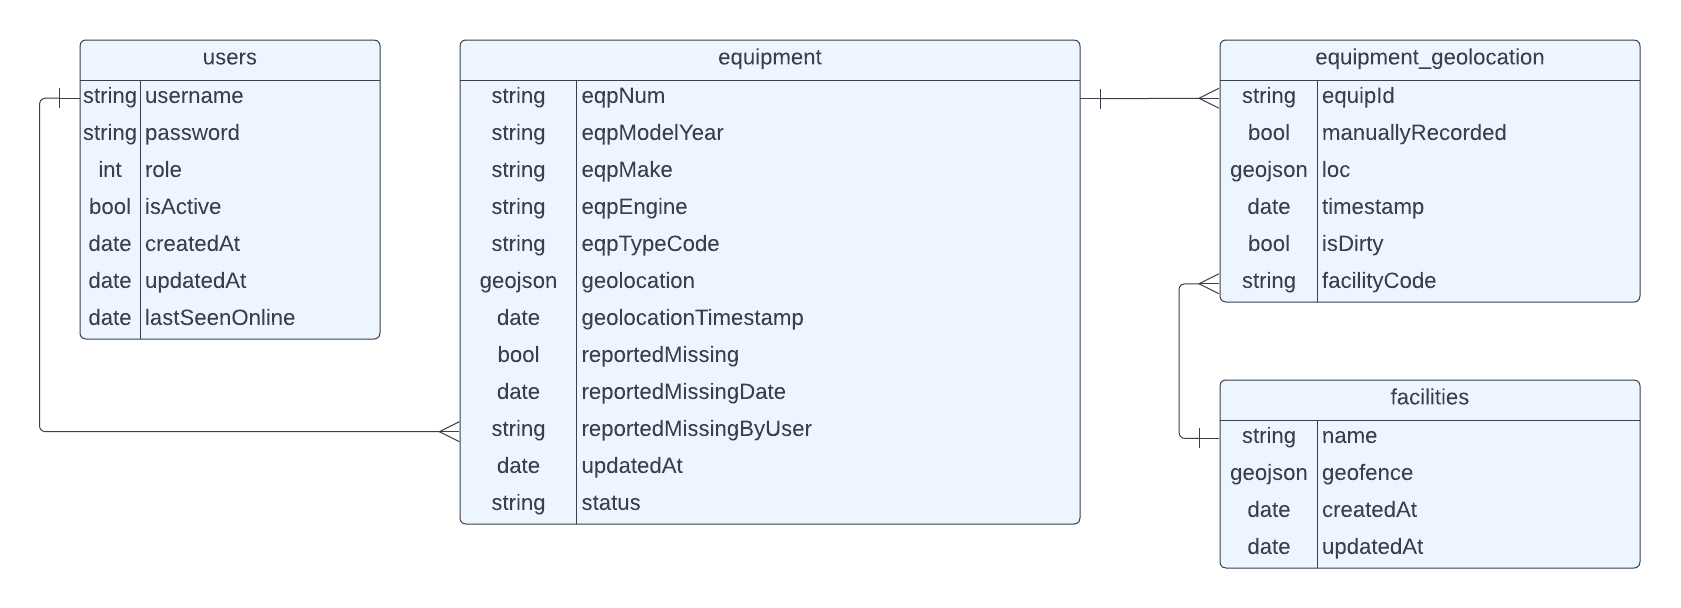 users
string username
string password
int role
bool isActive
date createdAt
date updatedAt
date lastSeenOnline
equipment
string eqpNum
string eqpModelYear
string eqpMake
string eqpEngine
string eqpTypeCode
geojson geolocation
date geolocationTimestamp
bool reportedMissing
date reportedMissingDate
string reportedMissingByUser
date updatedAt
string status
equipment_geolocation
string equipId
bool manuallyRecorded
geojson loc
date timestamp
bool isDirty
string facilityCode
facilities
string name
geojson geofence
date createdAt
date updatedAt